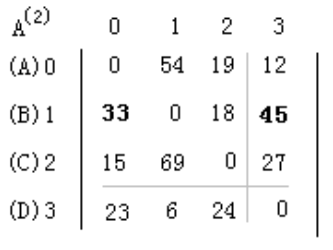 A(2) 0 1 2 3
(A)0 0 54 19 12
(B)1 33 0 18 45
(C)2 15 69 0 27
(D)3 23 6 24 0